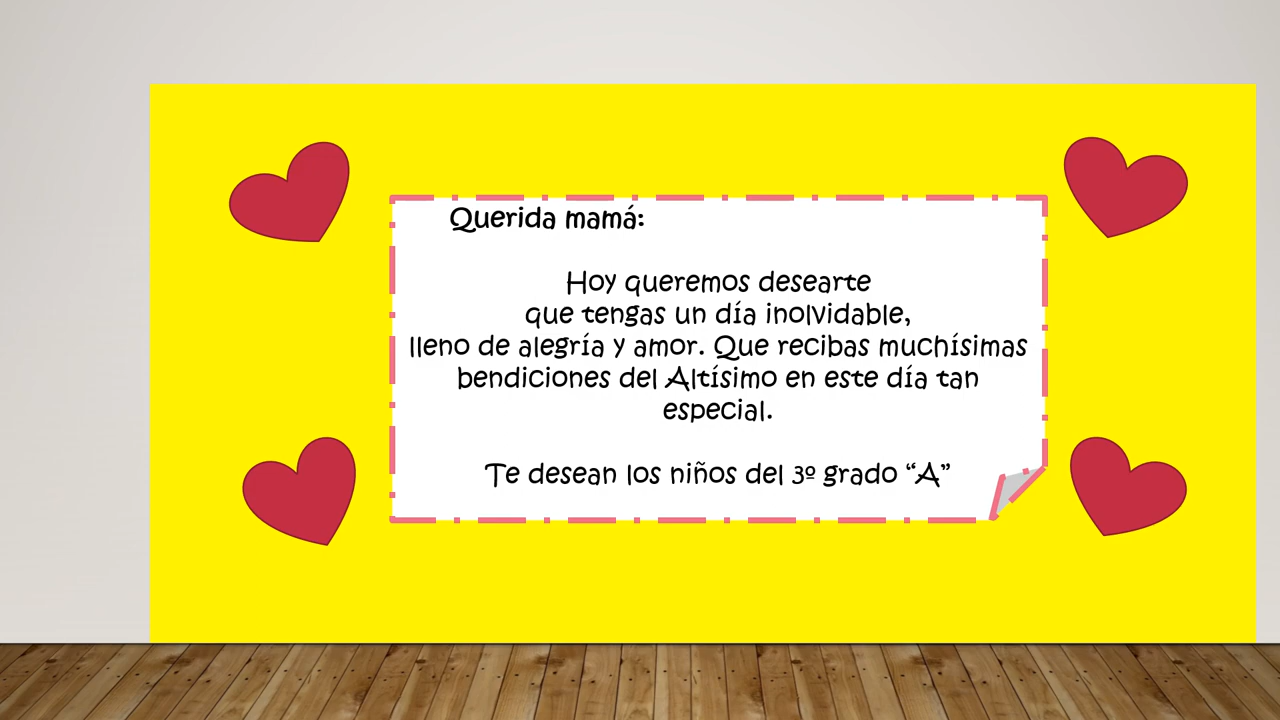 Querida mamá:
Hoy queremos desearte
que tengas un día inolvidable,
lleno de alegría y amor. Que recibas muchísimas
bendiciones del Altísimo en este día tan
especial.
Te desean los niños del 3º grado “A”